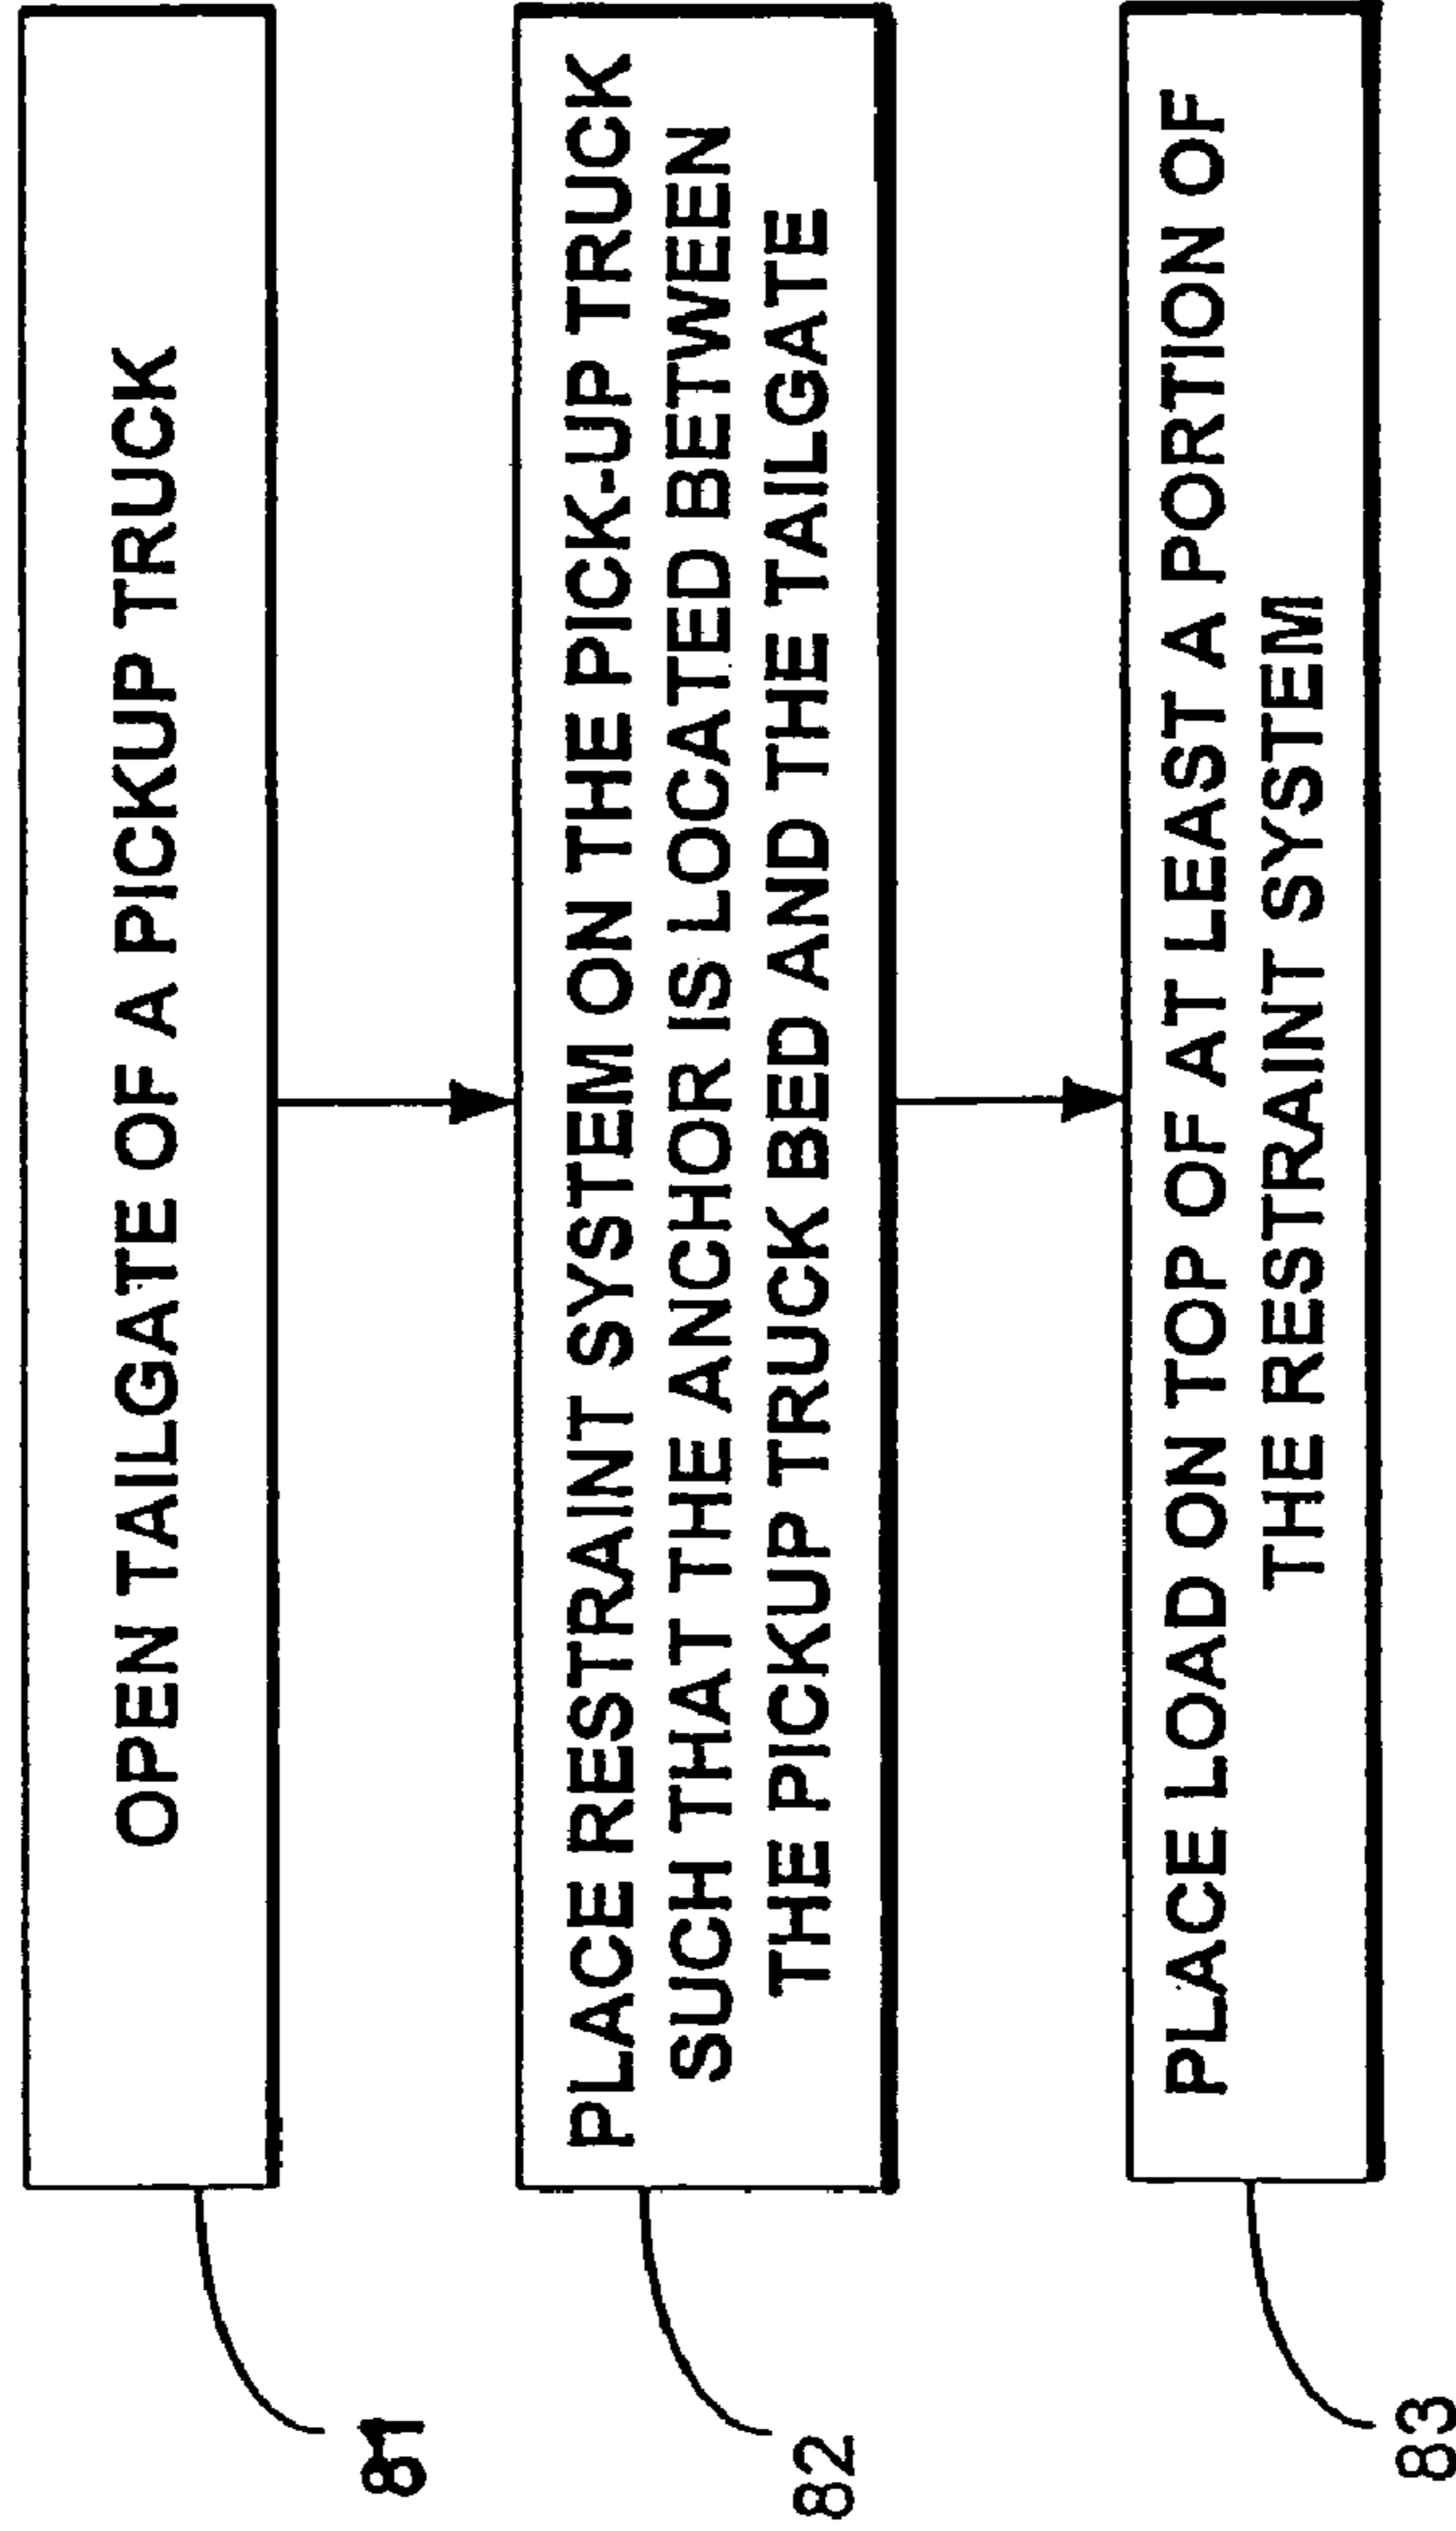 OPEN TAILGATE OF A PICKUP TRUCK
81
PLACE RESTRAINT SYSTEM ON THE PICK-UP TRUCK
SUCH THAT THE ANCHOR IS LOCATED BETWEEN
THE PICKUP TRUCK BED AND THE TAILGATE
82
PLACE LOAD ON TOP OF AT LEAST A PORTION OF
THE RESTRAINT SYSTEM
83